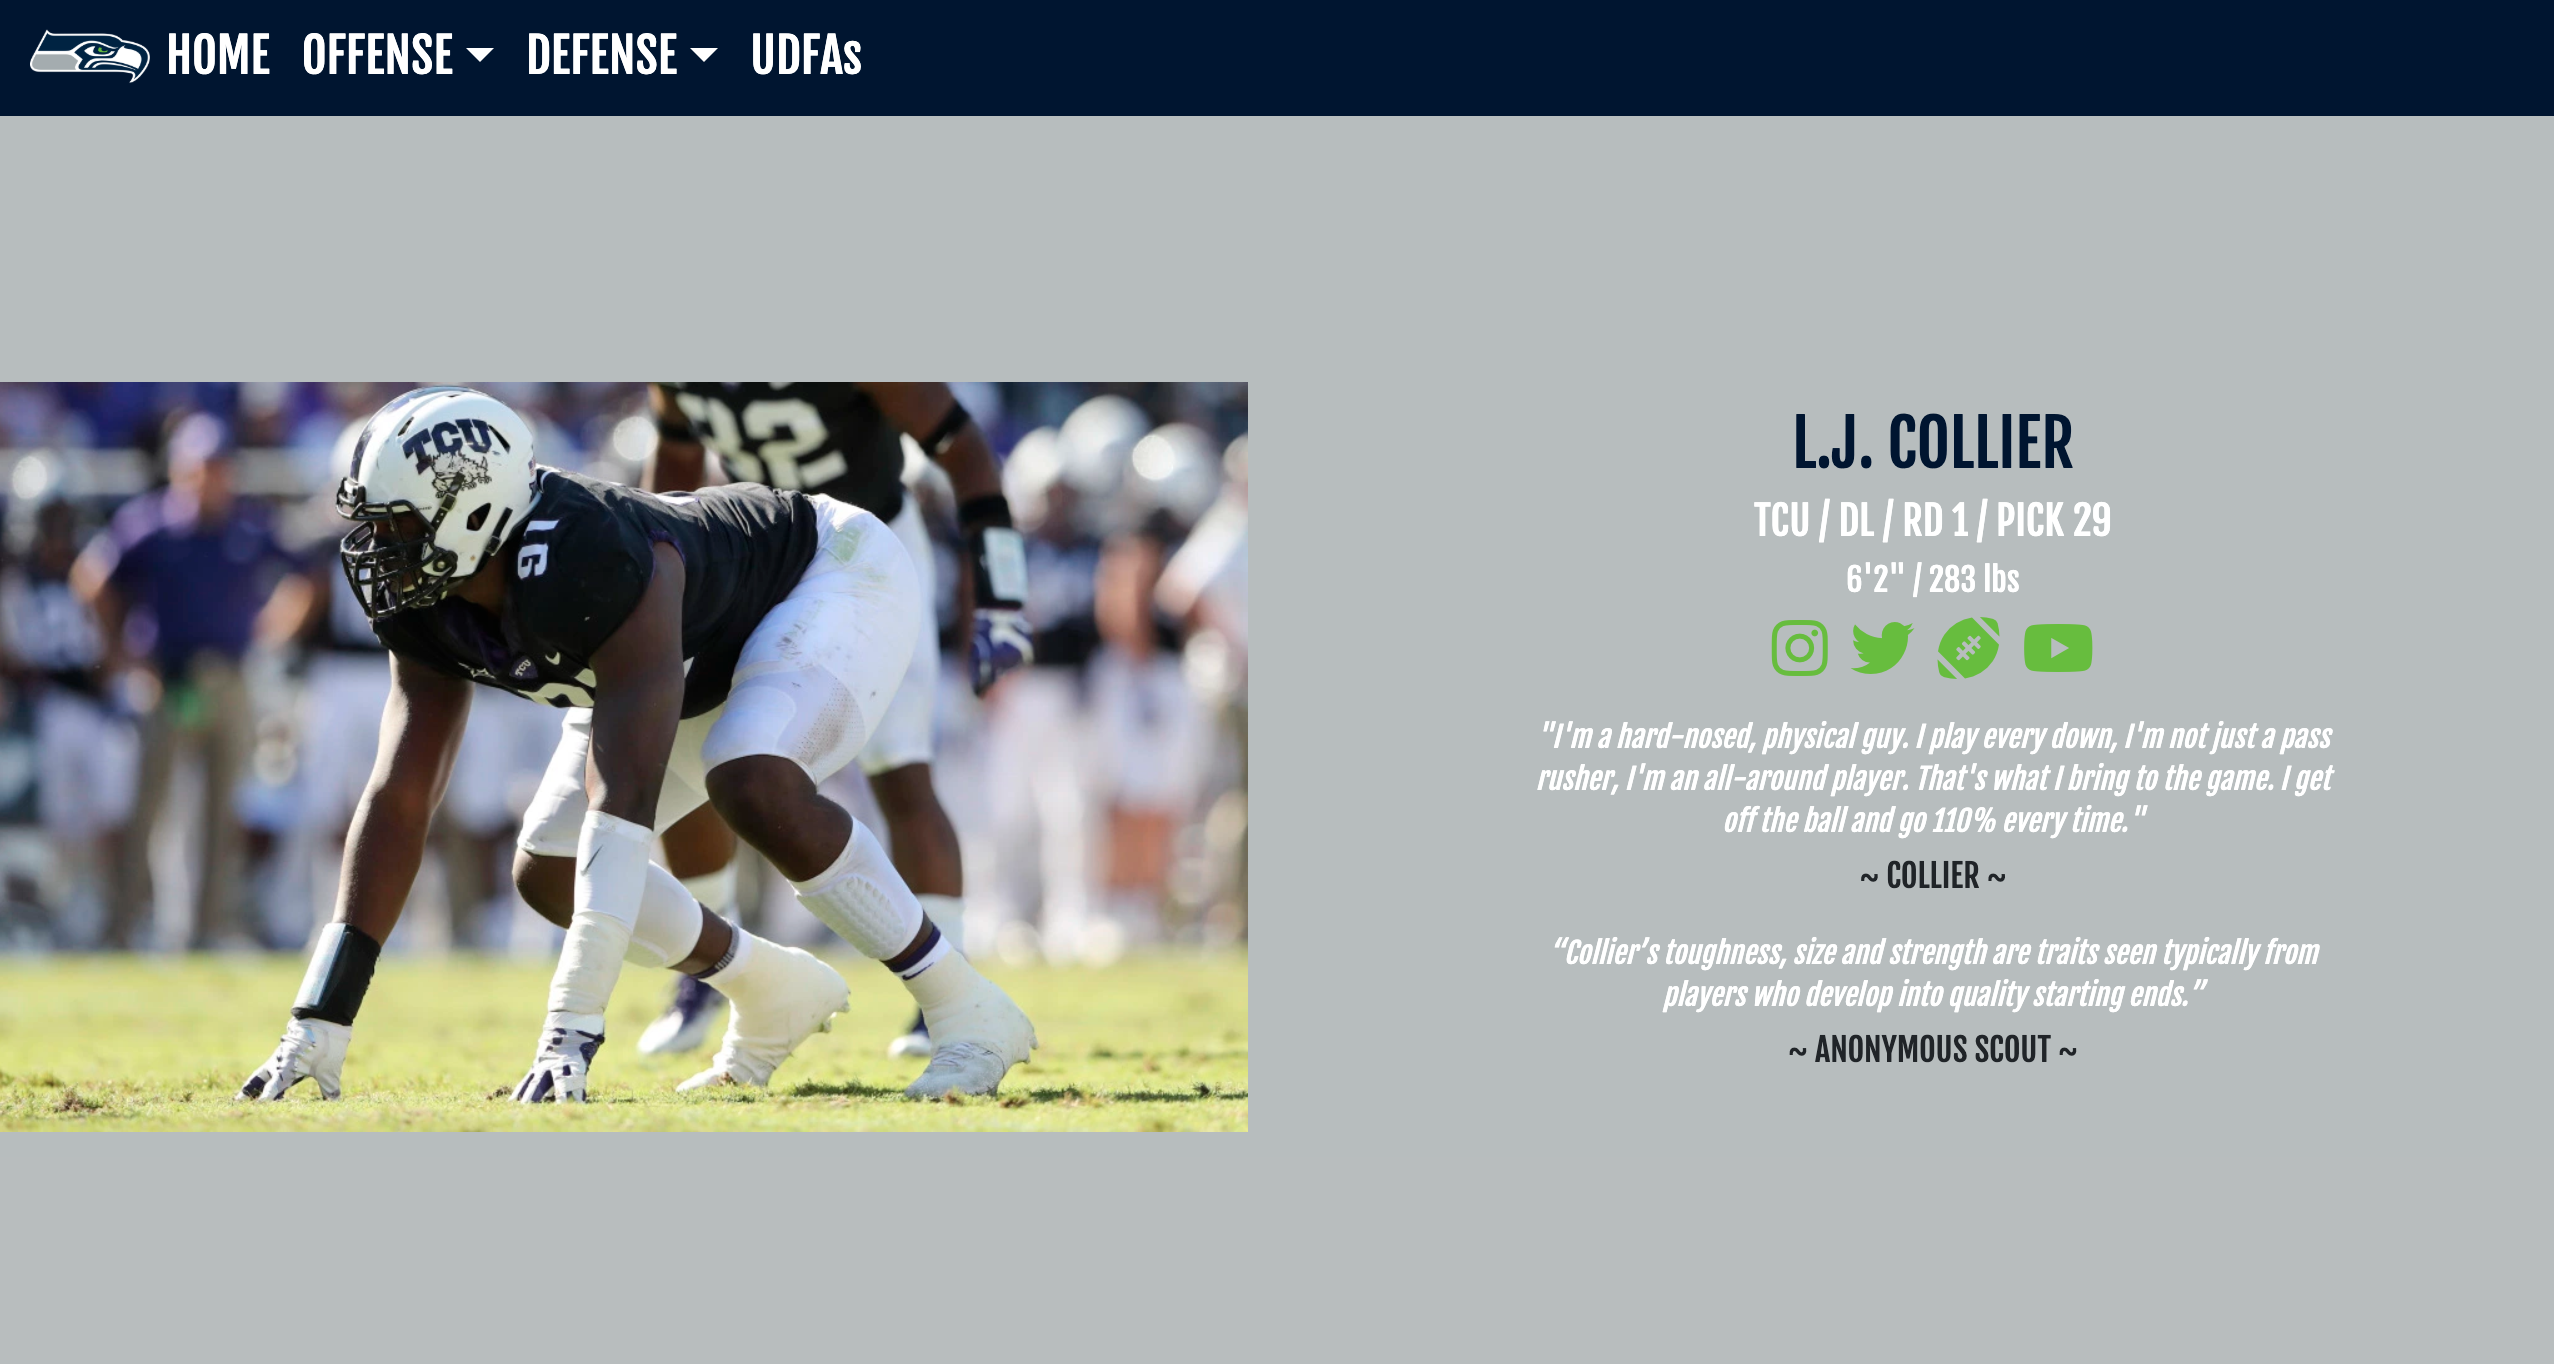 HOME OFFENSE DEFENSE UDFAs
TCU
32
91
TCU
L.J. COLLIER
TCU / DL / RD 1 / PICK 29
6'2" / 283 lbs
"I'm a hard-nosed, physical guy. I play every down, I'm not just a pass
rusher, I'm an all-around player. That's what I bring to the game. I get
off the ball and go 110% every time."
~ COLLIER ~
“Collier’s toughness, size and strength are traits seen typically from
players who develop into quality starting ends.”
~ ANONYMOUS SCOUT ~